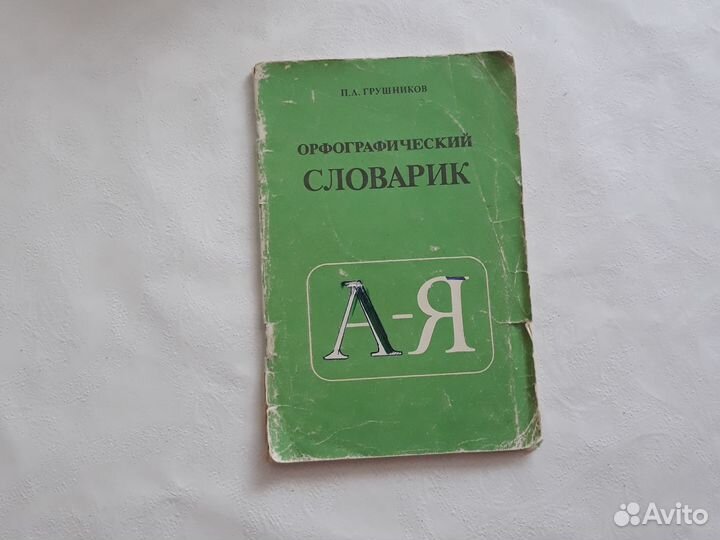 П.А. ГРУШНИКОВ
ОРФОГРАФИЧЕСКИЙ
СЛОВАРИК
А-Я
Avito